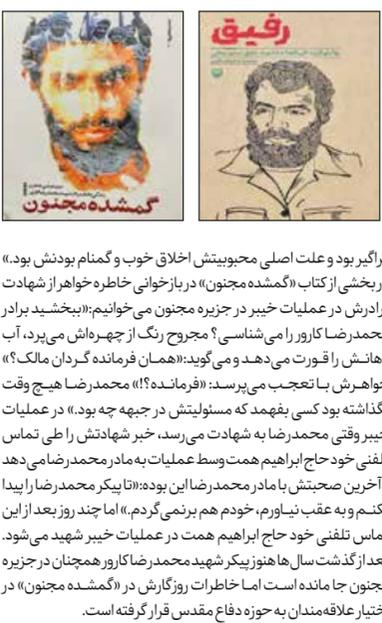 رفیق
گمشده مجنون
راگیر بود و علت اصلی محبوبیتش اخلاق خوب و گمنام بودنش بود.»
ر بخشی از کتاب «گمشده مجنون» در بازخوانی خاطره خواهر از شهادت
رادرش در عملیات خیبر در جزیره مجنون می‌خوانیم: «ببخشید برادر
حمدرضا کارور را می‌شناسی؟ مجروح رنگ از چهره‌اش می‌پرد، آب
هانش را قورت می‌دهد و می‌گوید: «همان فرمانده گردان مالک؟»
خواهرش با تعجب می‌پرسد: «فرمانده؟!» محمدرضا هیچ وقت
گذاشته بود کسی بفهمد که مسئولیتش در جبهه چه بود.» در عملیات
خیبر وقتی محمدرضا به شهادت می‌رسد، خبر شهادتش را طی تماس
لفنی خود حاج ابراهیم همت وسط عملیات به مادر محمدرضا می‌دهد
آخرین صحبتش با مادر محمدرضا این بوده: «تا پیکر محمدرضا را پیدا
کنم و به عقب نیاورم، خودم هم برنمی‌گردم.» اما چند روز بعد از این
ماس تلفنی خود حاج ابراهیم همت در عملیات خیبر شهید می‌شود.
عد از گذشت سال‌ها هنوز پیکر شهید محمدرضا کارور همچنان در جزیره
جنون جا مانده است اما خاطرات روزگارش در «گمشده مجنون» در
ختیار علاقه‌مندان به حوزه دفاع مقدس قرار گرفته است.